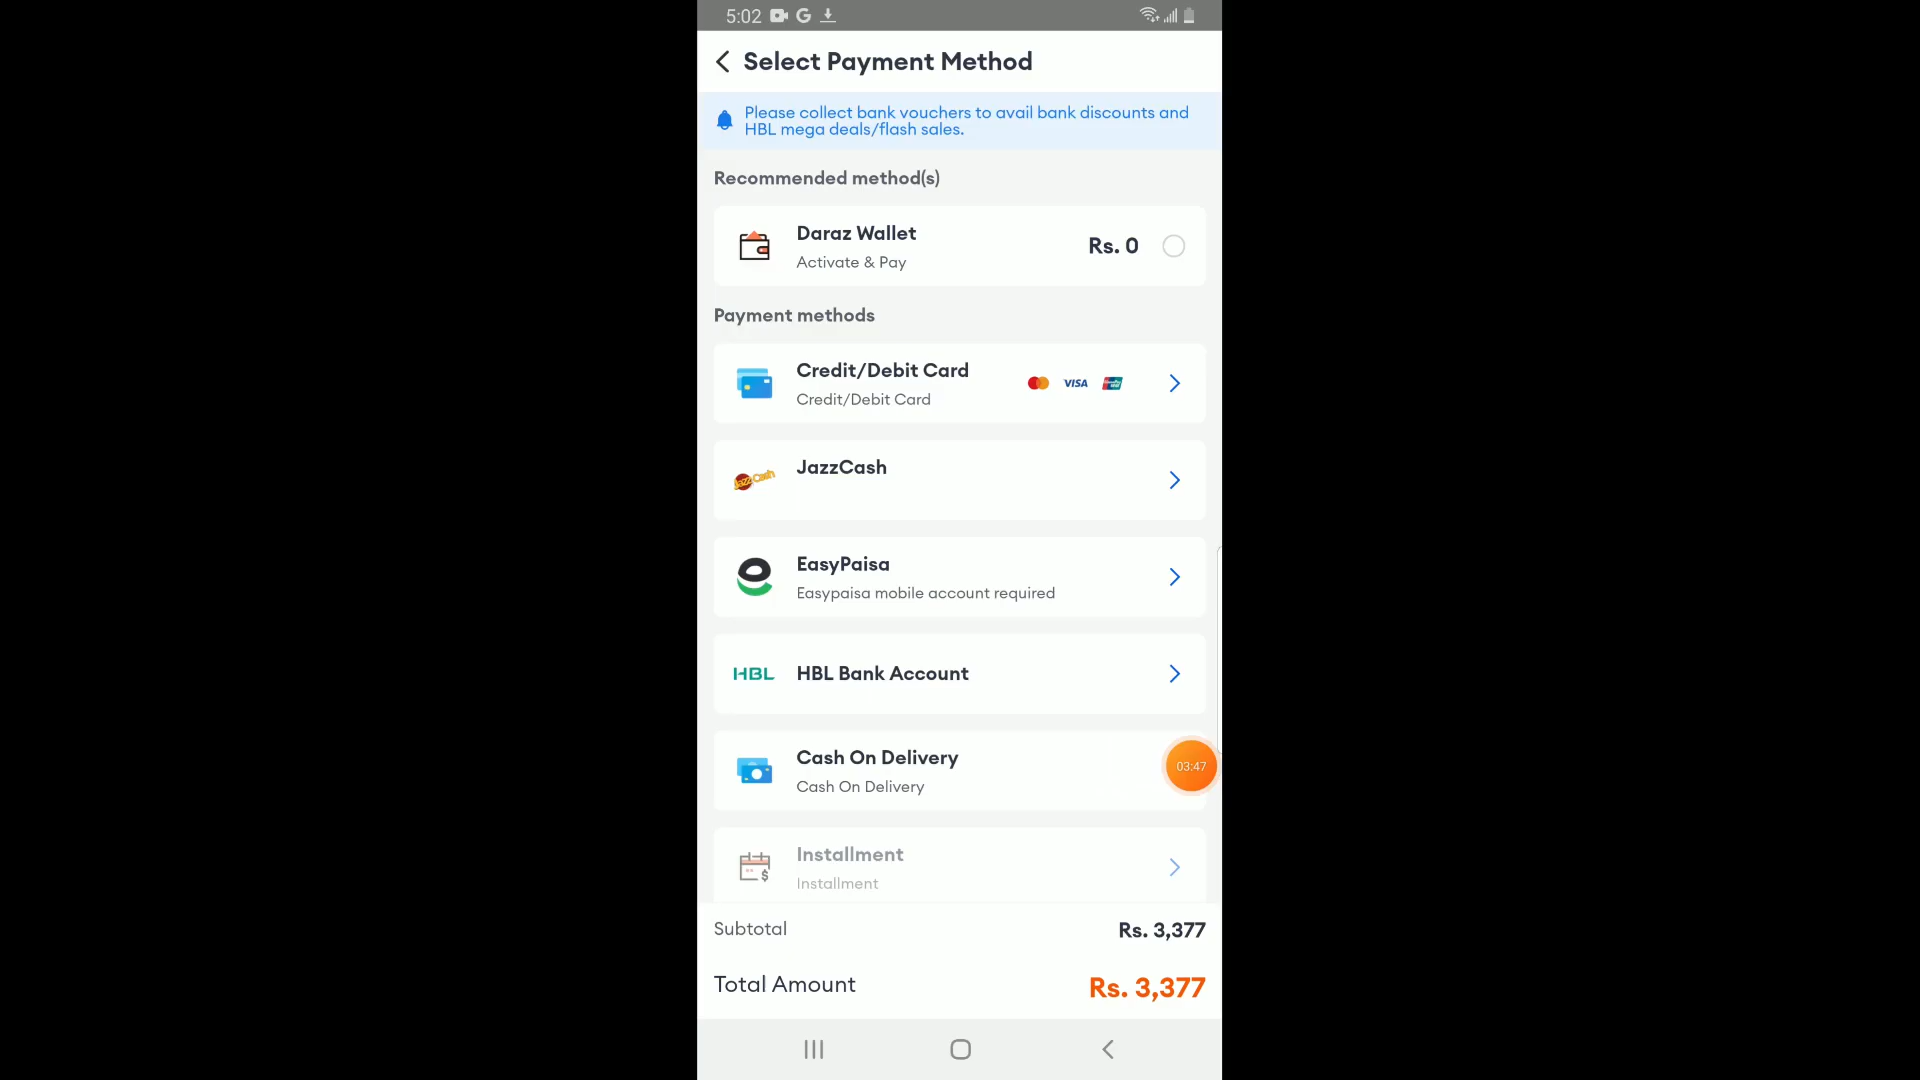 5:02
Select Payment Method
Please collect bank vouchers to avail bank discounts and
HBL mega deals/flash sales.
Recommended method(s)
Daraz Wallet
Rs. 0
Activate & Pay
Payment methods
Credit/Debit Card
VISA
Credit/Debit Card
JazzCash
JazzCash
EasyPaisa
Easypaisa mobile account required
HBL
HBL Bank Account
Cash On Delivery
Cash On Delivery
03:47
Installment
Installment
Subtotal
Rs. 3,377
Total Amount
Rs. 3,377